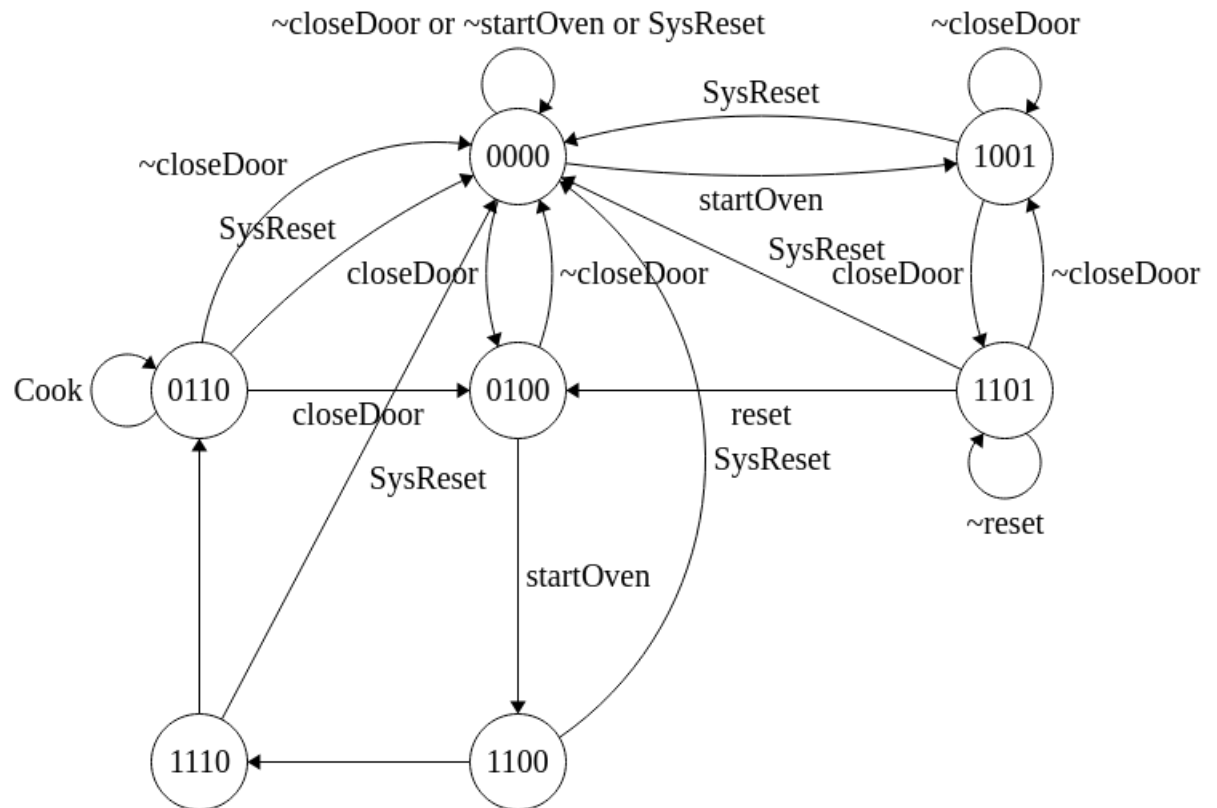 ~closeDoor or ~startOven or SysReset
~closeDoor
SysReset
0000
1001
~closeDoor
startOven
SysReset
SysReset
closeDoor
~closeDoor
closeDoor
~closeDoor
Cook
0110
0100
1101
closeDoor
reset
SysReset
SysReset
~reset
startOven
1110
1100